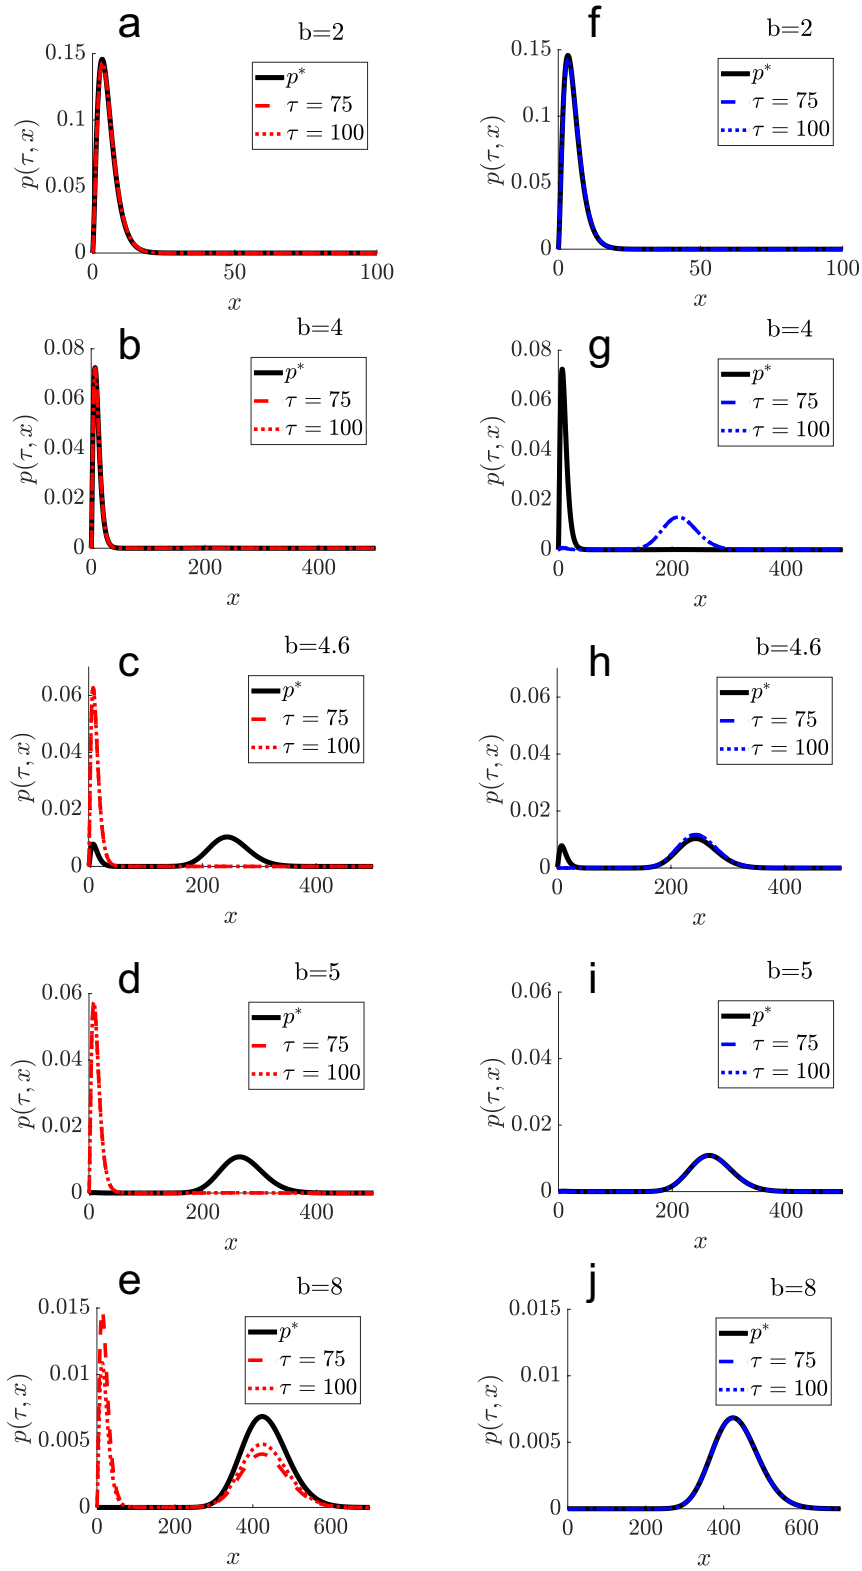 a
b=2
0.15
0.1
0.05
0
p(τ, x)
p*
τ = 75
τ = 100
0
50
100
x
f
b=2
0.15
0.1
0.05
0
p(τ, x)
p*
τ = 75
τ = 100
0
50
100
x
b
b=4
0.08
0.06
0.04
0.02
0
p(τ, x)
p*
τ = 75
τ = 100
0
200
400
x
g
b=4
0.08
0.06
0.04
0.02
0
p(τ, x)
p*
τ = 75
τ = 100
0
200
400
x
c
b=4.6
0.06
0.04
0.02
0
p(τ, x)
p*
τ = 75
τ = 100
0
200
400
x
h
b=4.6
0.06
0.04
0.02
0
p(τ, x)
p*
τ = 75
τ = 100
0
200
400
x
d
b=5
0.06
0.04
0.02
0
p(τ, x)
p*
τ = 75
τ = 100
0
200
400
x
i
b=5
0.06
0.04
0.02
0
p(τ, x)
p*
τ = 75
τ = 100
0
200
400
x
e
b=8
0.015
0.01
0.005
0
p(τ, x)
p*
τ = 75
τ = 100
0
200
400
600
x
j
b=8
0.015
0.01
0.005
0
p(τ, x)
p*
τ = 75
τ = 100
0
200
400
600
x